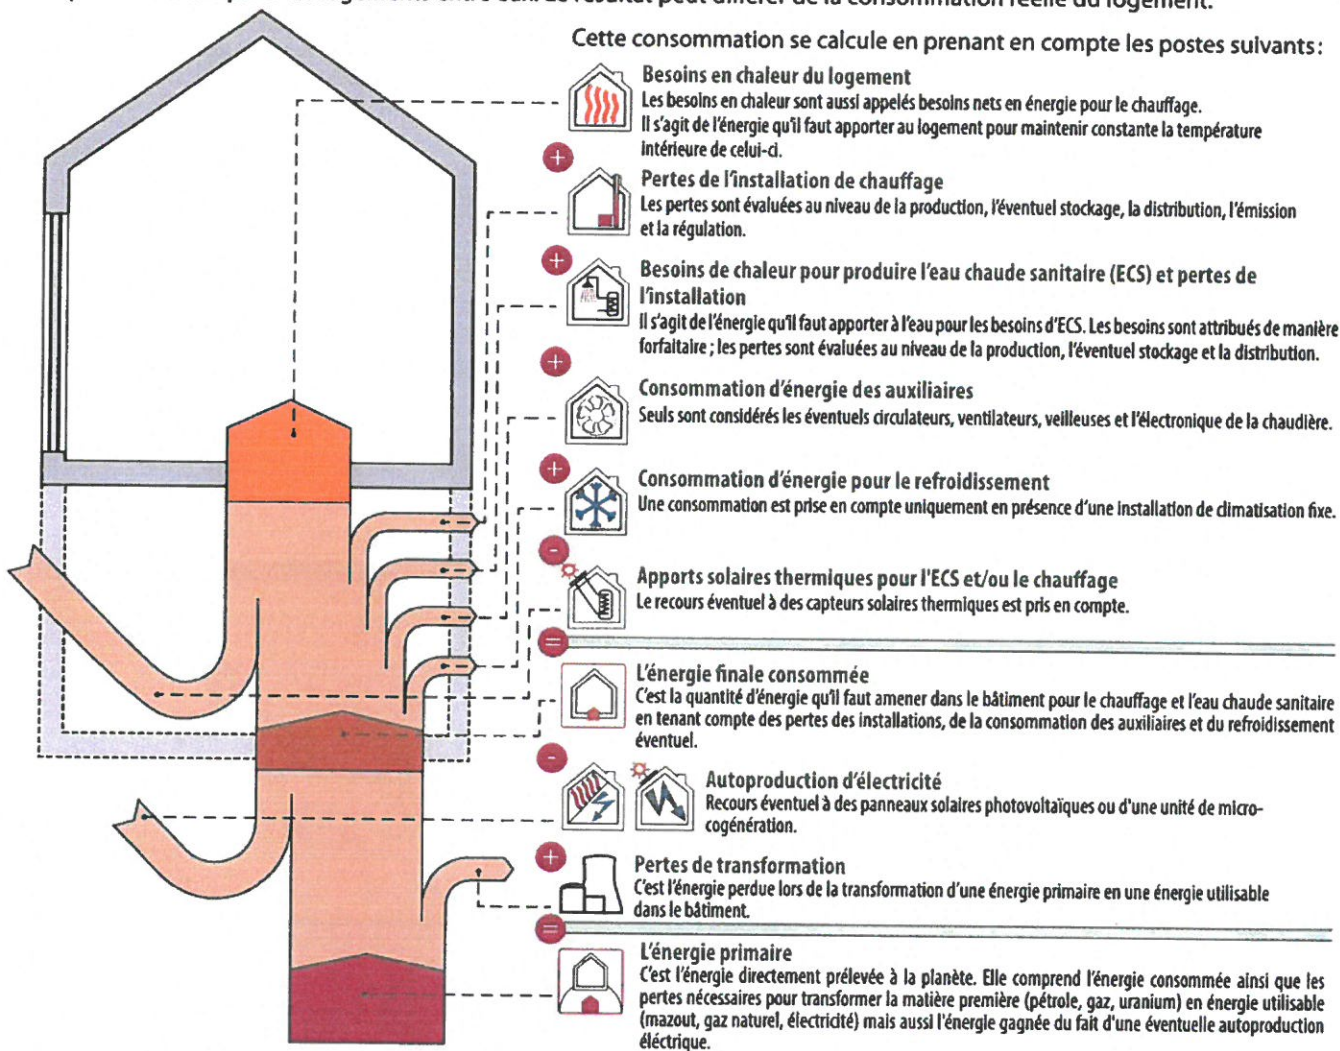 Cette consommation se calcule en prenant en compte les postes suivants :
Besoins en chaleur du logement
Les besoins en chaleur sont aussi appelés besoins nets en énergie pour le chauffage.
Il s'agit de l'énergie qu'il faut apporter au logement pour maintenir constante la température
intérieure de celui-ci.
+
Pertes de l'installation de chauffage
Les pertes sont évaluées au niveau de la production, l'éventuel stockage, la distribution, l'émission
et la régulation.
+
Besoins de chaleur pour produire l'eau chaude sanitaire (ECS) et pertes de
l'installation
Il s'agit de l'énergie qu'il faut apporter à l'eau pour les besoins d'ECS. Les besoins sont attribués de manière
forfaitaire ; les pertes sont évaluées au niveau de la production, l'éventuel stockage et la distribution.
+
Consommation d'énergie des auxiliaires
Seuls sont considérés les éventuels circulateurs, ventilateurs, veilleuses et l'électronique de la chaudière.
+
Consommation d'énergie pour le refroidissement
Une consommation est prise en compte uniquement en présence d'une installation de climatisation fixe.
-
Apports solaires thermiques pour l'ECS et/ou le chauffage
Le recours éventuel à des capteurs solaires thermiques est pris en compte.
=
L'énergie finale consommée
C'est la quantité d'énergie qu'il faut amener dans le bâtiment pour le chauffage et l'eau chaude sanitaire
en tenant compte des pertes des installations, de la consommation des auxiliaires et du refroidissement
éventuel.
-
Autoproduction d'électricité
Recours éventuel à des panneaux solaires photovoltaïques ou d'une unité de micro-
cogénération.
+
Pertes de transformation
C'est l'énergie perdue lors de la transformation d'une énergie primaire en une énergie utilisable
dans le bâtiment.
=
L'énergie primaire
C'est l'énergie directement prélevée à la planète. Elle comprend l'énergie consommée ainsi que les
pertes nécessaires pour transformer la matière première (pétrole, gaz, uranium) en énergie utilisable
(mazout, gaz naturel, électricité) mais aussi l'énergie gagnée du fait d'une éventuelle autoproduction
éléctrique.